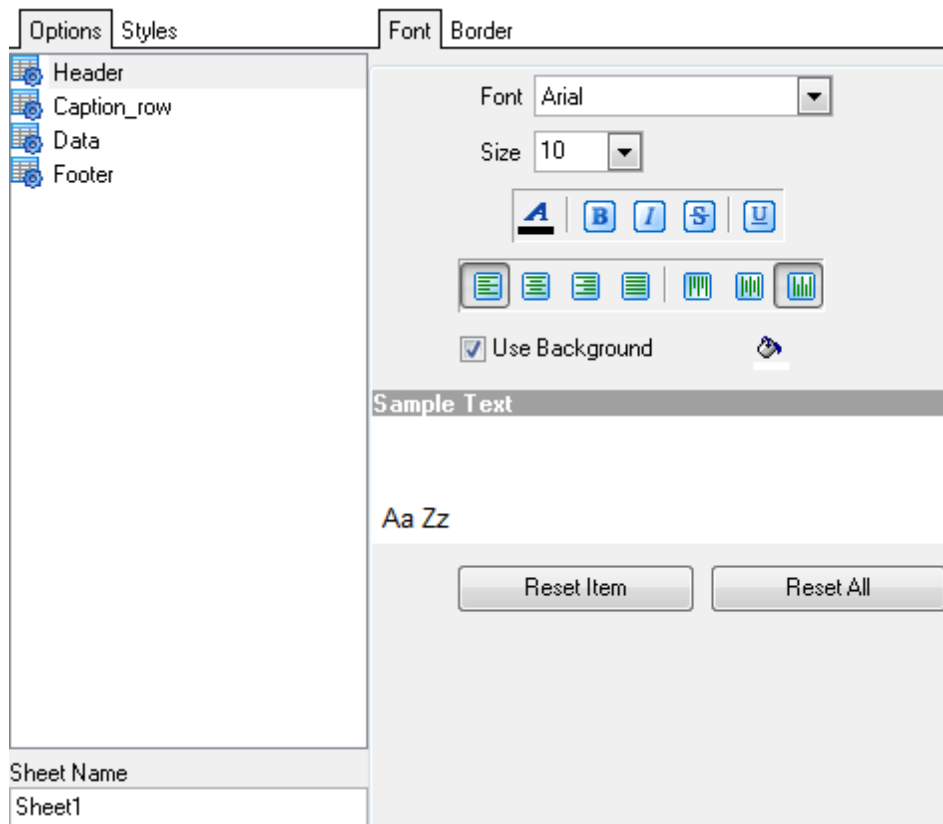 Options Styles
Header
Caption_row
Data
Footer
Sheet Name
Sheet1
Font Border
Font Arial
Size 10
A B I S U
Use Background
Sample Text
Aa Zz
Reset Item Reset All